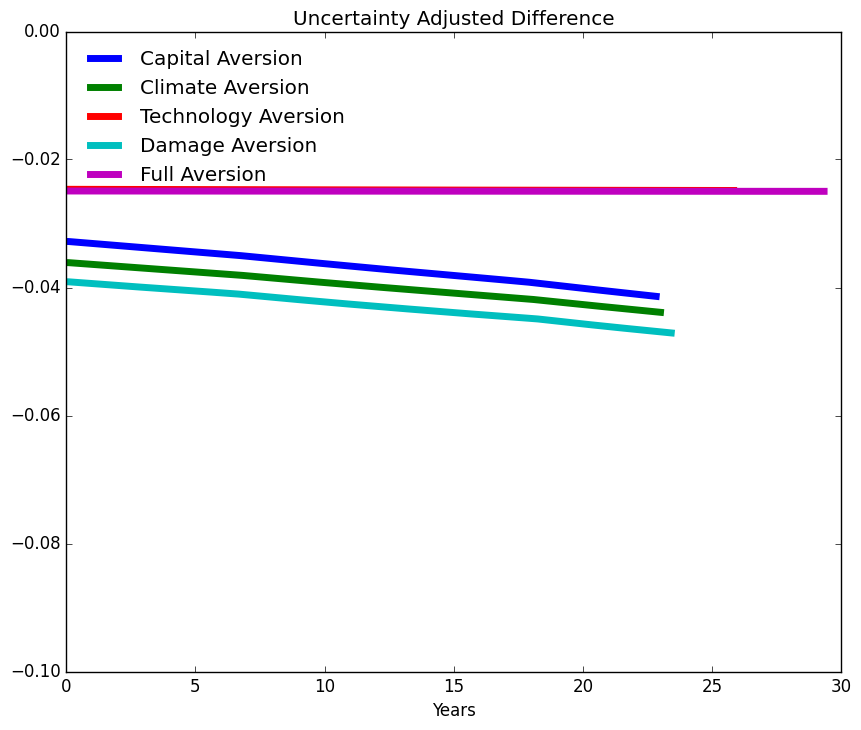 Uncertainty Adjusted Difference
0.00
−0.02
−0.04
−0.06
−0.08
−0.10
Capital Aversion
Climate Aversion
Technology Aversion
Damage Aversion
Full Aversion
0 5 10 15 20 25 30
Years